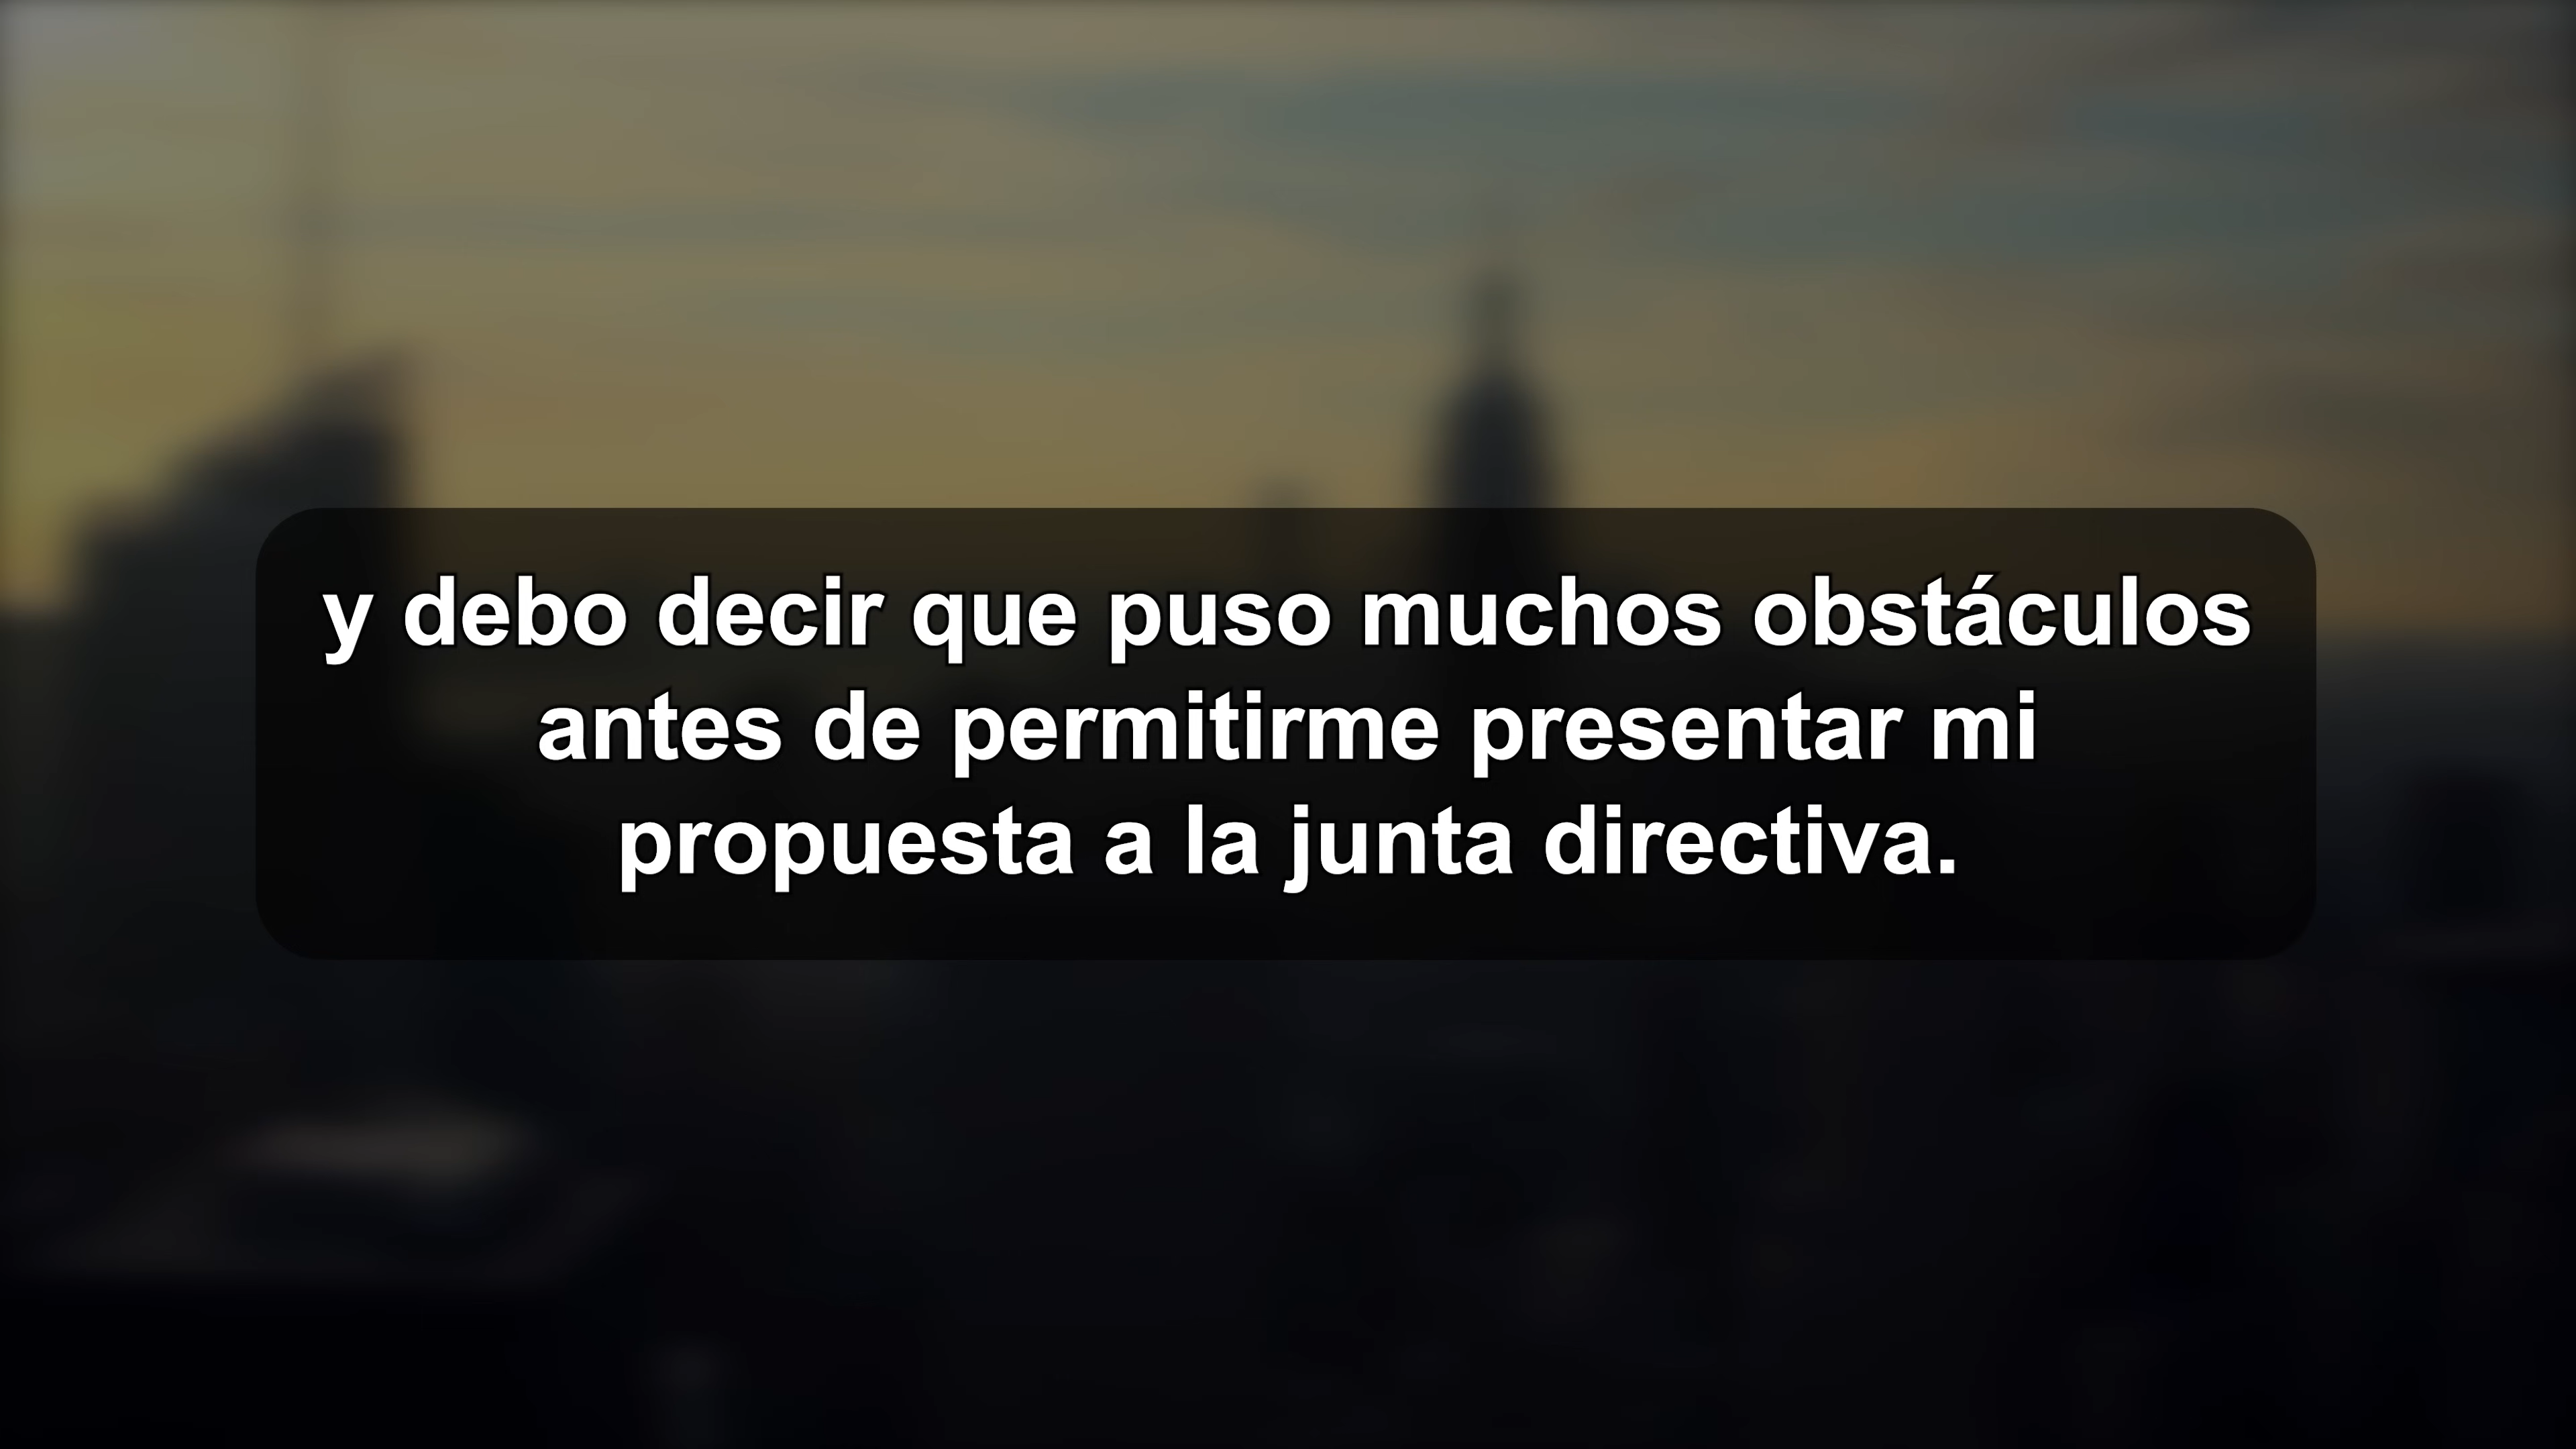 y debo decir que puso muchos obstáculos
antes de permitirme presentar mi
propuesta a la junta directiva.